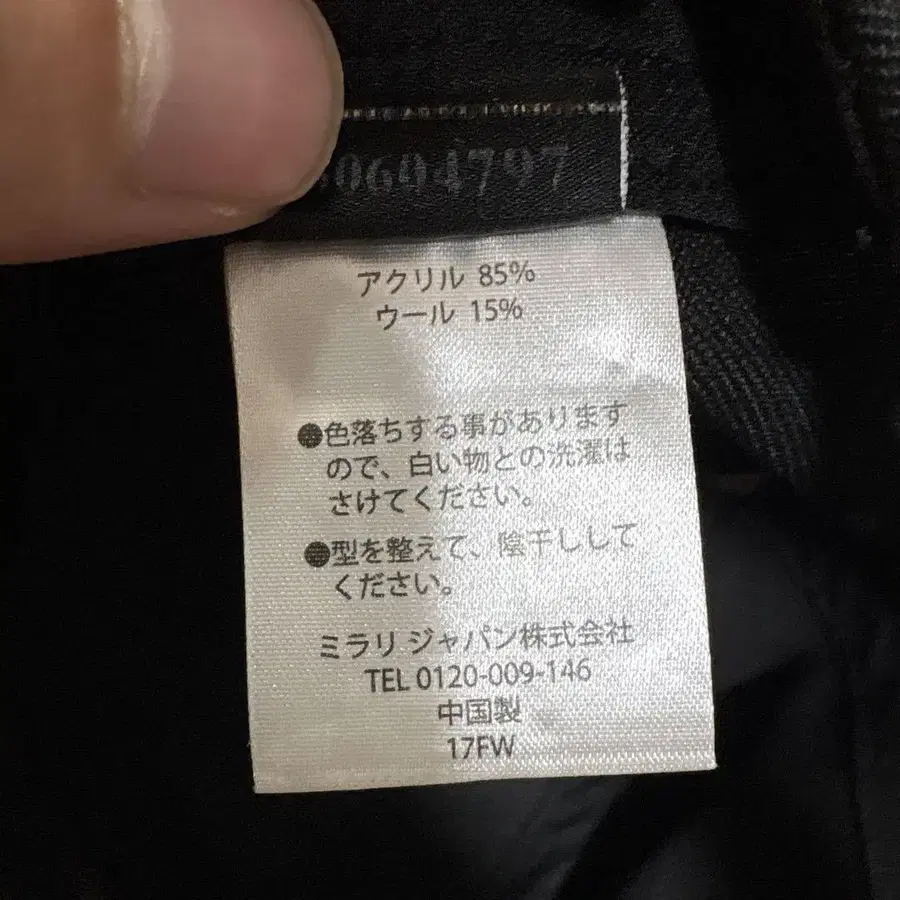 0604797
アクリル 85%
ウール 15%
●色落ちする事があります
ので、白い物との洗濯は
さけてください。
●型を整えて、陰干しして
ください。
ミラリ ジャパン株式会社
TEL 0120-009-146
中国製
17FW